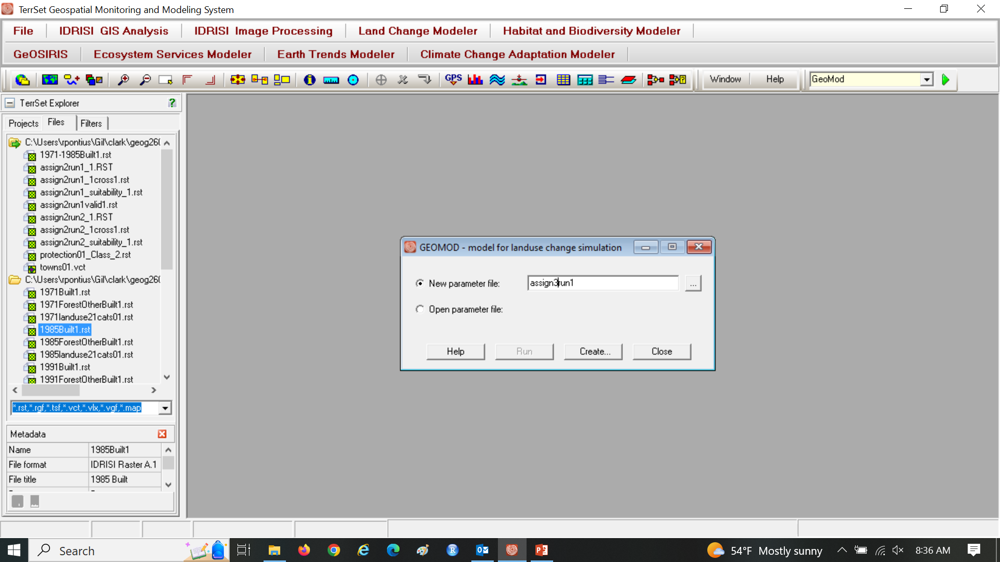 TerrSet Geospatial Monitoring and Modeling System
File IDRISI GIS Analysis IDRISI Image Processing Land Change Modeler Habitat and Biodiversity Modeler
GeOSIRIS Ecosystem Services Modeler Earth Trends Modeler Climate Change Adaptation Modeler
GPS Window Help GeoMod
TerrSet Explorer ?
Projects Files Filters
C:\Users\rpontius\Gil\clark\geog260
1971-1985Built1.rst
assign2run1_1.RST
assign2run1_1cross1.rst
assign2run1_suitability_1.rst
assign2run1valid1.rst
assign2run2_1.RST
assign2run2_1cross1.rst
assign2run2_suitability_1.rst
protection01_Class_2.rst
towns01.vct
C:\Users\rpontius\Gil\clark\geog260
1971Built1.rst
1971ForestOtherBuilt1.rst
1971landuse21cats01.rst
1985Built1.rst
1985ForestOtherBuilt1.rst
1985landuse21cats01.rst
1991Built1.rst
1991ForestOtherBuilt1.rst
*.rst,*.rgf,*.tsf,*.vct,*.vlx,*.vgf,*.map
Metadata
Name 1985Built1
File format IDRISI Raster A.1
File title 1985 Built
GEOMOD - model for landuse change simulation
New parameter file: assign3run1 ...
Open parameter file:
Help Run Create... Close
Search 54°F Mostly sunny 8:36 AM